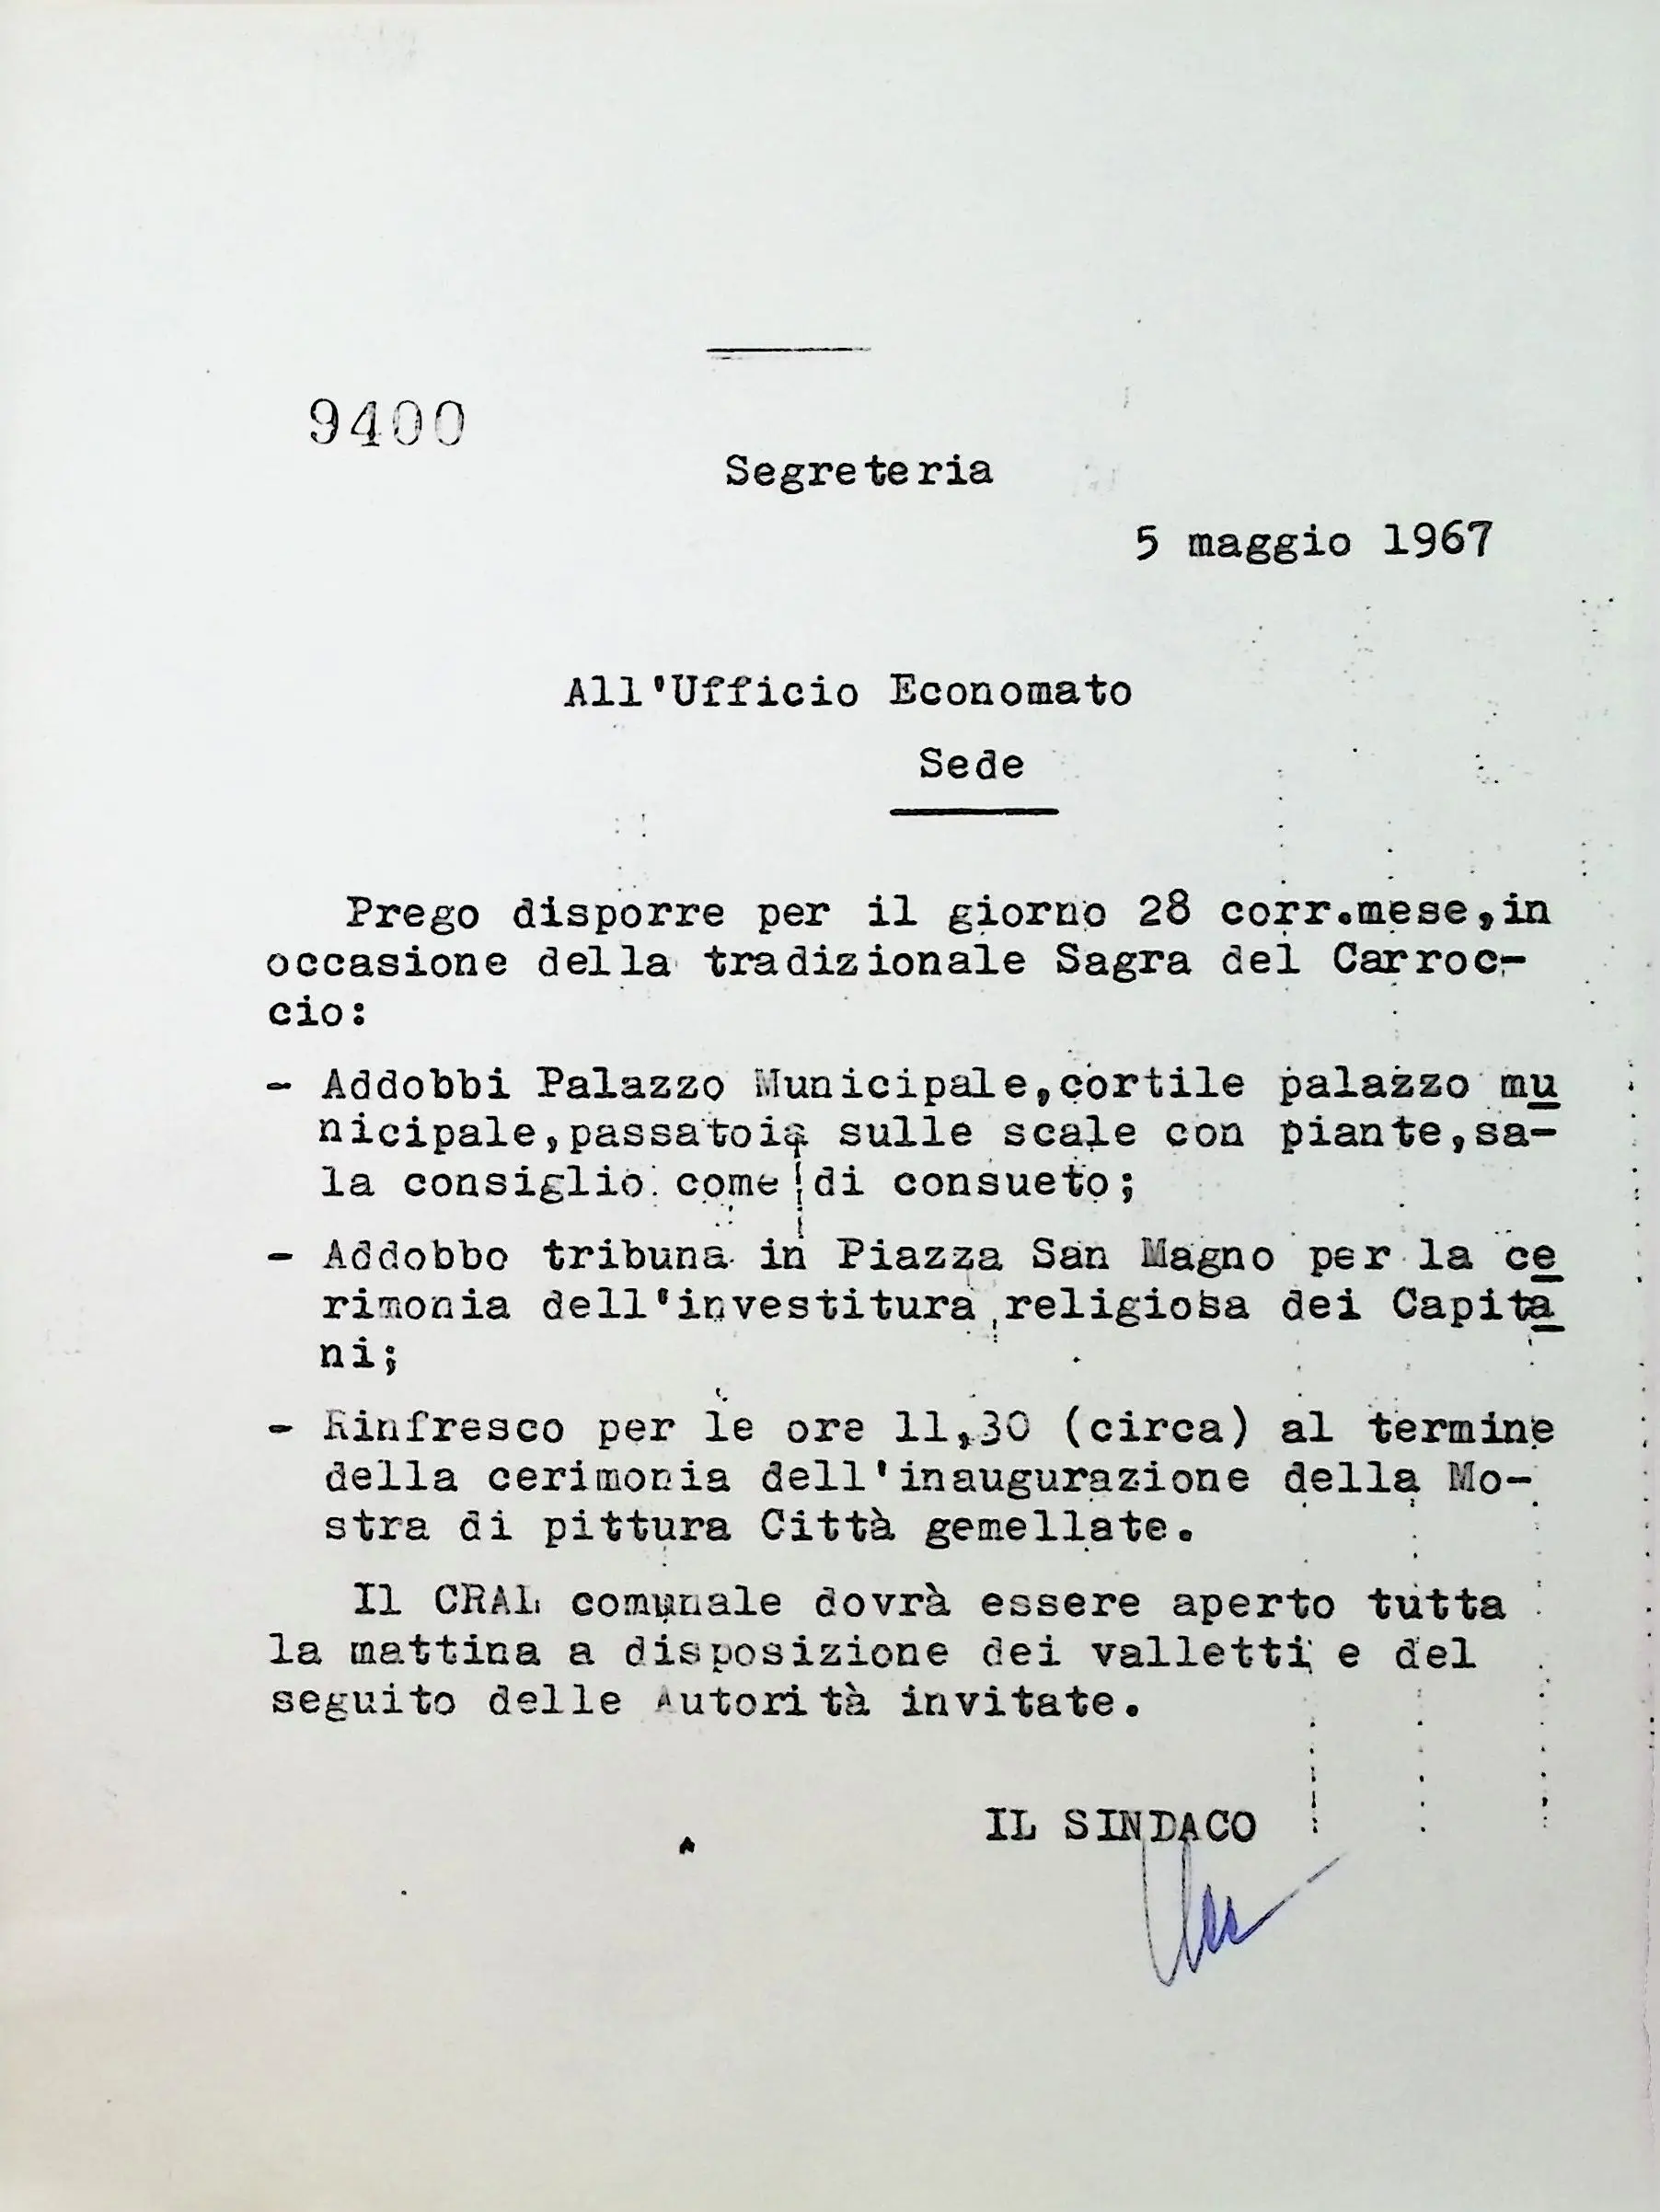 9400
Segreteria
5 maggio 1967
All'Ufficio Economato
Sede
Prego disporre per il giorno 28 corr.mese,in
occasione della tradizionale Sagra del Carroc-
cio:
- Addobbi Palazzo Municipale,cortile palazzo mu
nicipale,passatoia sulle scale con piante,sa-
la consiglio come di consueto;
- Addobbo tribuna in Piazza San Magno per la ce
rimonia dell'investitura religiosa dei Capita
ni;
- Rinfresco per le ore 11,30 (circa) al termine
della cerimonia dell'inaugurazione della Mo-
stra di pittura Città gemellate.
Il CRAL comunale dovrà essere aperto tutta
la mattina a disposizione dei valletti e del
seguito delle Autorità invitate.
IL SINDACO